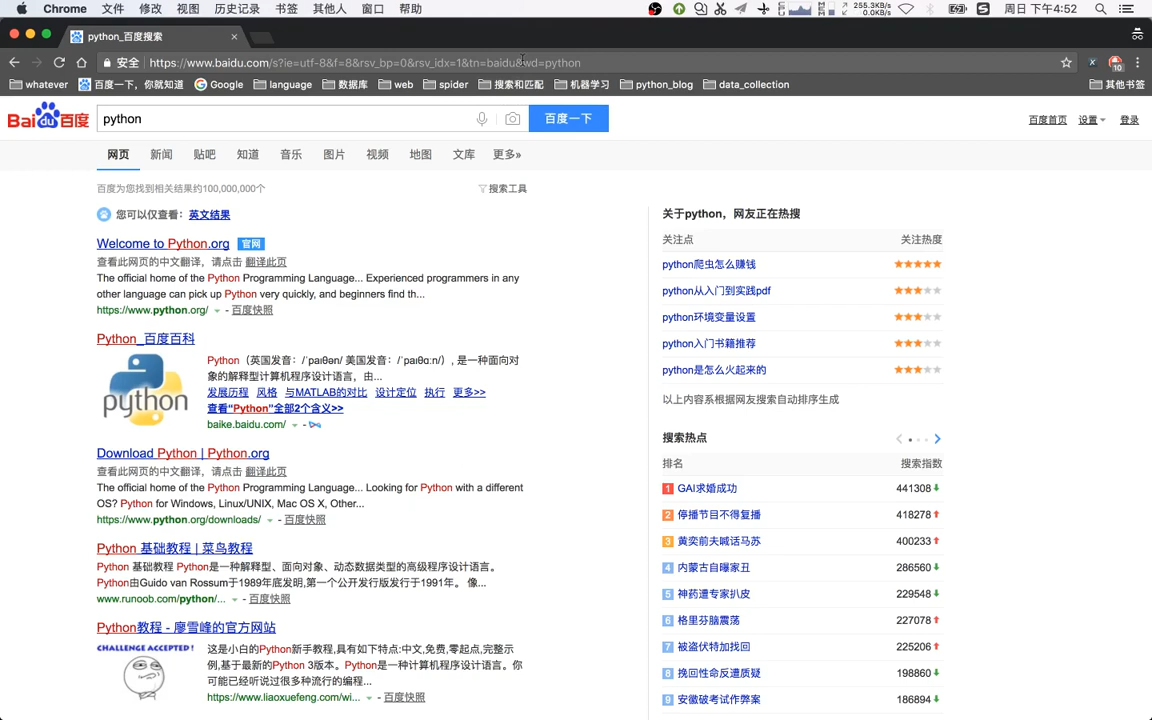 Chrome 文件 修改 视图 历史记录 书签 其他人 窗口 帮助 255.3KB/s 0.0KB/s 周日 下午4:52
python_百度搜索
安全 https://www.baidu.com/s?ie=utf-8&f=8&rsv_bp=0&rsv_idx=1&tn=baidu&wd=python 10
whatever 百度一下，你就知道 Google language 数据库 web spider 搜索和匹配 机器学习 python_blog data_collection 其他书签
Bai du 百度 python 百度一下 百度首页 设置 登录
网页 新闻 贴吧 知道 音乐 图片 视频 地图 文库 更多»
百度为您找到相关结果约100,000,000个 搜索工具
您可以仅查看：英文结果
Welcome to Python.org 官网
查看此网页的中文翻译，请点击 翻译此页
The official home of the Python Programming Language... Experienced programmers in any
other language can pick up Python very quickly, and beginners find th...
https://www.python.org/ - 百度快照
Python_百度百科
python
Python（英国发音：/ˈpaɪθən/ 美国发音：/ˈpaɪθɑːn/）, 是一种面向对
象的解释型计算机程序设计语言，由...
发展历程 风格 与MATLAB的对比 设计定位 执行 更多>>
查看“Python”全部2个含义>>
baike.baidu.com/ -
Download Python | Python.org
查看此网页的中文翻译，请点击 翻译此页
The official home of the Python Programming Language... Looking for Python with a different
OS? Python for Windows, Linux/UNIX, Mac OS X, Other...
https://www.python.org/downloads/ - 百度快照
Python 基础教程 | 菜鸟教程
Python 基础教程 Python是一种解释型、面向对象、动态数据类型的高级程序设计语言。
Python由Guido van Rossum于1989年底发明,第一个公开发行版发行于1991年。 像...
www.runoob.com/python/... - 百度快照
Python教程 - 廖雪峰的官方网站
CHALLENGE ACCEPTED!
这是小白的Python新手教程,具有如下特点:中文,免费,零起点,完整示
例,基于最新的Python 3版本。Python是一种计算机程序设计语言。你
可能已经听说过很多种流行的编程...
https://www.liaoxuefeng.com/wi... - 百度快照
关于python，网友正在热搜
关注点 关注热度
python爬虫怎么赚钱
python从入门到实践pdf
python环境变量设置
python入门书籍推荐
python是怎么火起来的
以上内容系根据网友搜索自动排序生成
搜索热点
排名 搜索指数
1 GAI求婚成功 441308
2 停播节目不得复播 418278
3 黄奕前夫喊话马苏 400233
4 内蒙古自曝家丑 286560
5 神药遭专家扒皮 229548
6 格里芬脑震荡 227078
7 被盗伏特加找回 225206
8 挽回性命反遭质疑 198860
9 安徽破考试作弊案 186894